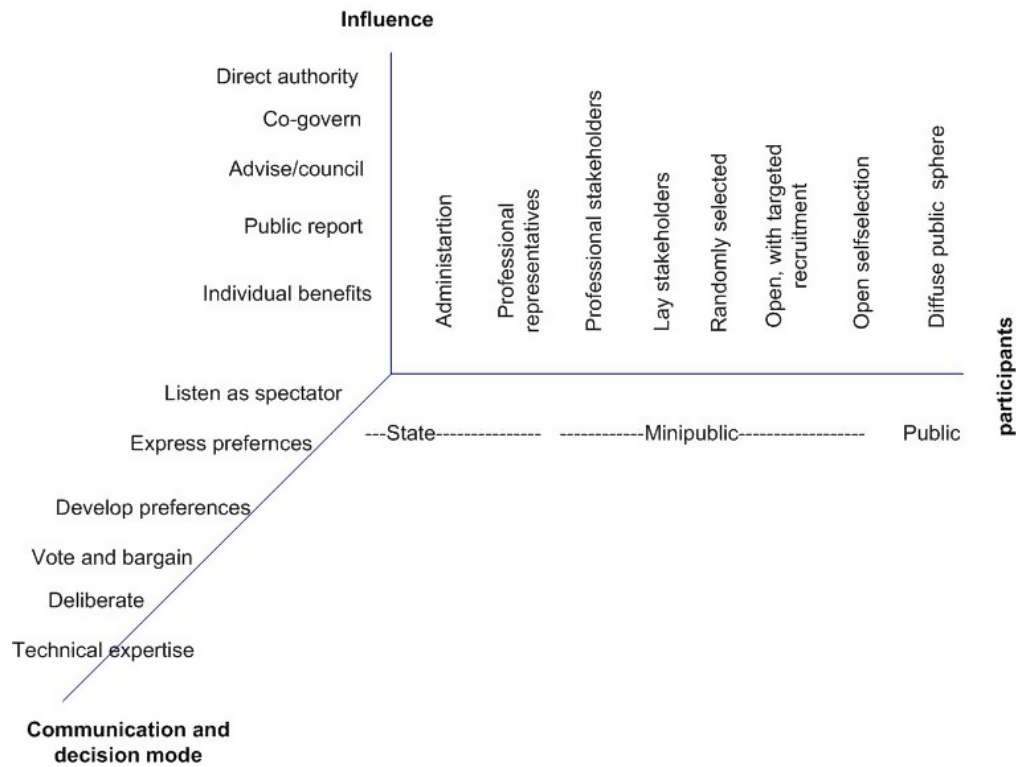 Influence
Direct authority
Co-govern
Advise/council
Public report
Individual benefits
Administartion
Professional
representatives
Professional stakeholders
Lay stakeholders
Randomly selected
Open, with targeted
recruitment
Open selfselection
Diffuse public sphere
participants
---State--------------
-----------Minipublic-----------------
Public
Listen as spectator
Express prefernces
Develop preferences
Vote and bargain
Deliberate
Technical expertise
Communication and
decision mode